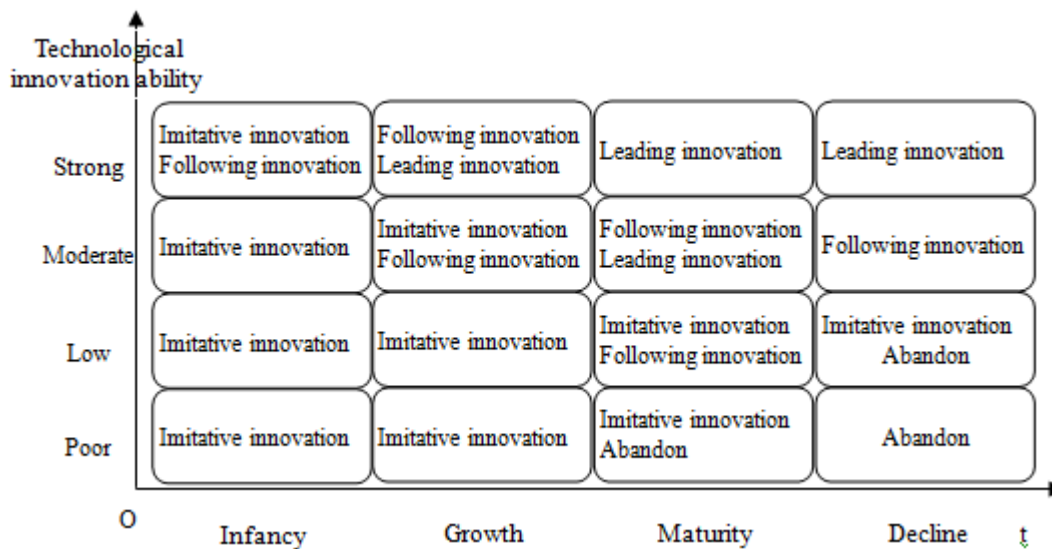 Technological
innovation ability
Strong
Imitative innovation
Following innovation
Following innovation
Leading innovation
Leading innovation
Leading innovation
Moderate
Imitative innovation
Imitative innovation
Following innovation
Following innovation
Leading innovation
Following innovation
Low
Imitative innovation
Imitative innovation
Imitative innovation
Following innovation
Imitative innovation
Abandon
Poor
Imitative innovation
Imitative innovation
Imitative innovation
Abandon
Abandon
O
Infancy
Growth
Maturity
Decline
t